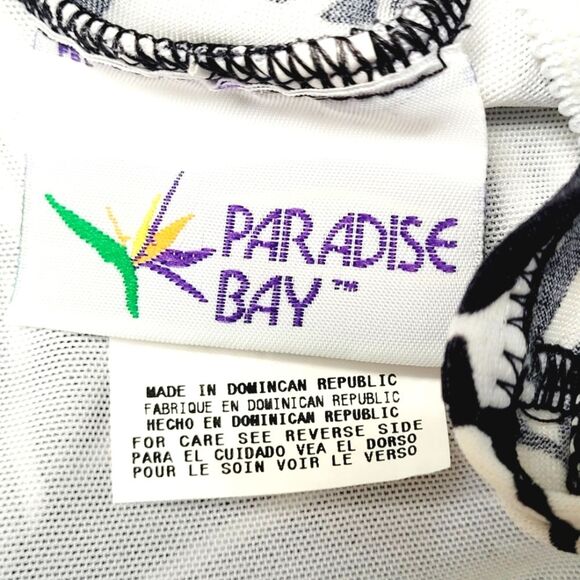 PARADISE
BAY™
MADE IN DOMINCAN REPUBLIC
FABRIQUE EN DOMINICAN REPUBLIC
HECHO EN DOMINICAN REPUBLIC
FOR CARE SEE REVERSE SIDE
PARA EL CUIDADO VEA EL DORSO
POUR LE SOIN VOIR LE VERSO